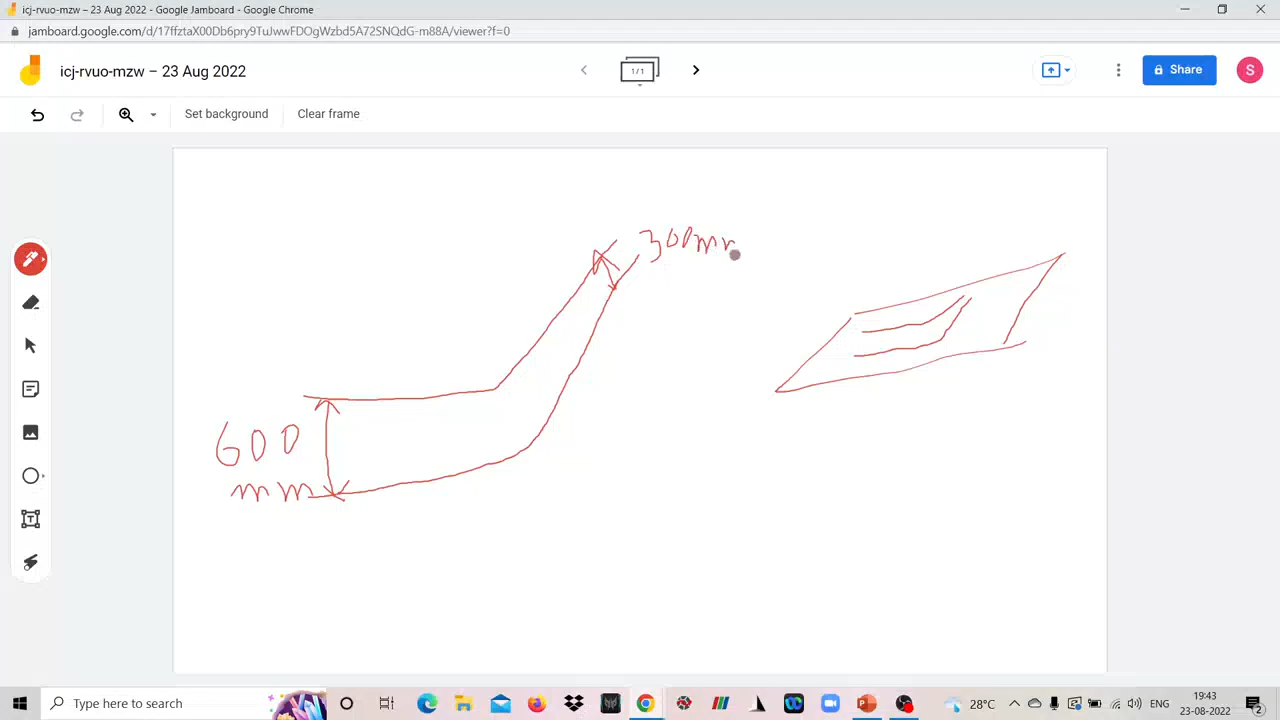 icj-rvuo-mzw – 23 Aug 2022 - Google Jamboard - Google Chrome
jamboard.google.com/d/17ffztaX00Db6pry9TuJwwFDOgWzbd5A72SNQdG-m88A/viewer?f=0
icj-rvuo-mzw – 23 Aug 2022
1 / 1
Share
S
Set background
Clear frame
300m
600
mm
Type here to search
28°C
ENG
19:43
23-08-2022
2